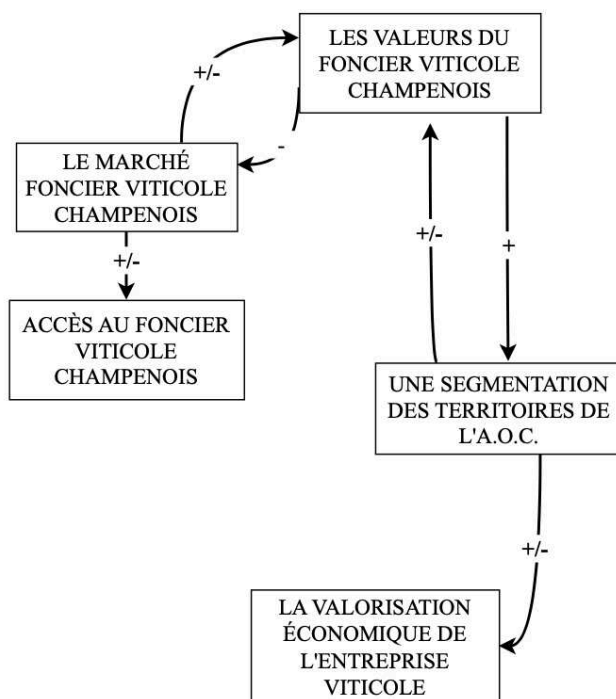 LES VALEURS DU
FONCIER VITICOLE
CHAMPENOIS
+/-
-
LE MARCHÉ
FONCIER VITICOLE
CHAMPENOIS
+/-
+/-
+
ACCÈS AU FONCIER
VITICOLE
CHAMPENOIS
UNE SEGMENTATION
DES TERRITOIRES DE
L'A.O.C.
+/-
LA VALORISATION
ÉCONOMIQUE DE
L'ENTREPRISE
VITICOLE